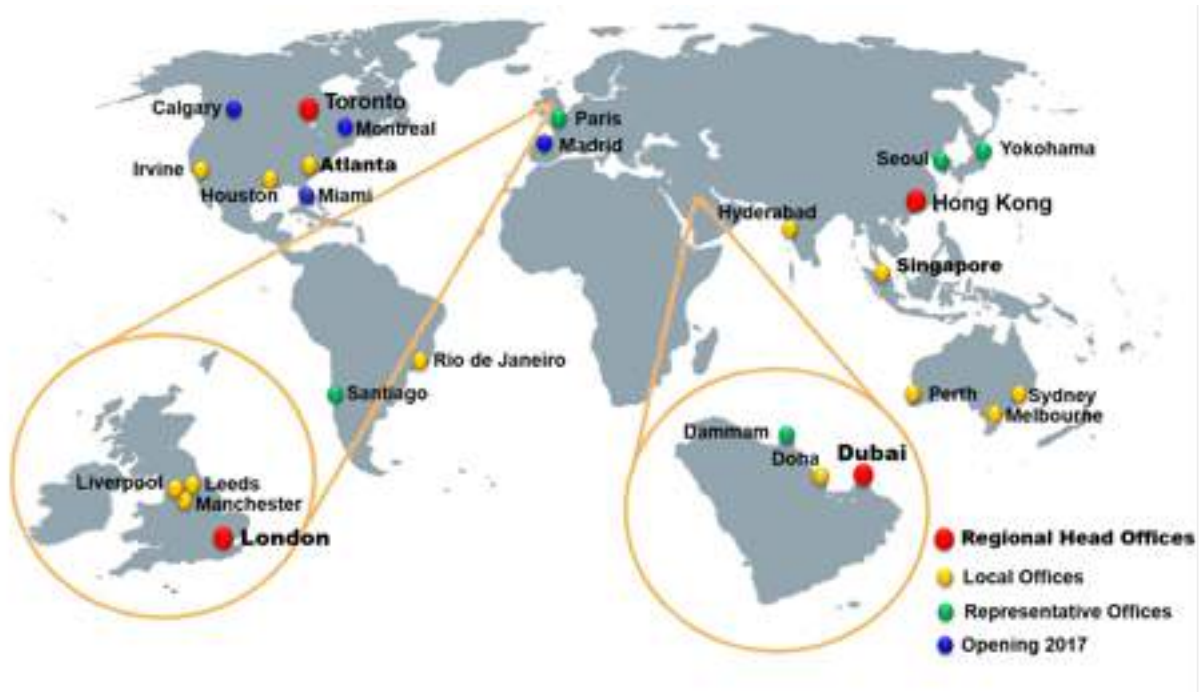 Toronto
Calgary
Paris
Montreal
Madrid
Yokohama
Seoul
Irvine
Atlanta
Houston
Miami
Hong Kong
Hyderabad
Singapore
Rio de Janeiro
Santiago
Perth
Sydney
Melbourne
Dammam
Doha
Dubai
Liverpool
Leeds
Manchester
London
Regional Head Offices
Local Offices
Representative Offices
Opening 2017